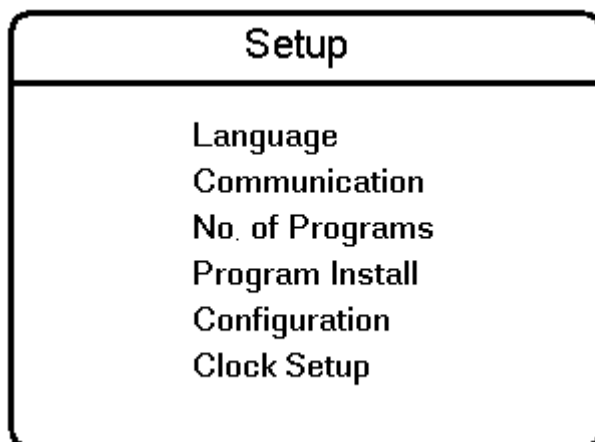 Setup
Language
Communication
No. of Programs
Program Install
Configuration
Clock Setup